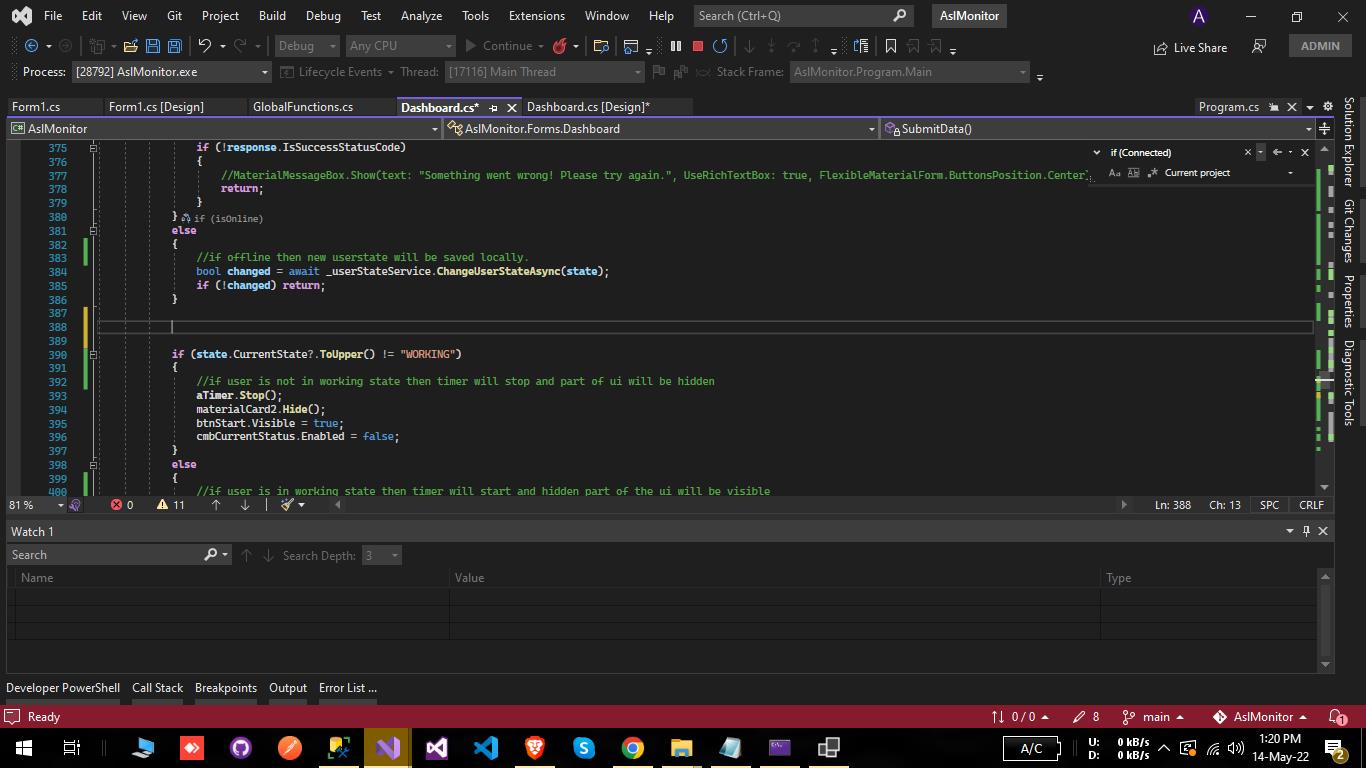 File Edit View Git Project Build Debug Test Analyze Tools Extensions Window Help Search (Ctrl+Q) AslMonitor A
Debug Any CPU Continue Live Share ADMIN
Process: [28792] AslMonitor.exe Lifecycle Events Thread: [17116] Main Thread Stack Frame: AslMonitor.Program.Main
Form1.cs Form1.cs [Design] GlobalFunctions.cs Dashboard.cs* Dashboard.cs [Design]* Program.cs
C# AslMonitor AslMonitor.Forms.Dashboard SubmitData()
if (Connected)
Aa Ab .* Current project
375 if (!response.IsSuccessStatusCode)
376 {
377 //MaterialMessageBox.Show(text: "Something went wrong! Please try again.", UseRichTextBox: true, FlexibleMaterialForm.ButtonsPosition.Center)
378 return;
379 }
380 } if (isOnline)
381 else
382 {
383 //if offline then new userstate will be saved locally.
384 bool changed = await _userStateService.ChangeUserStateAsync(state);
385 if (!changed) return;
386 }
387
388
389
390 if (state.CurrentState?.ToUpper() != "WORKING")
391 {
392 //if user is not in working state then timer will stop and part of ui will be hidden
393 aTimer.Stop();
394 materialCard2.Hide();
395 btnStart.Visible = true;
396 cmbCurrentStatus.Enabled = false;
397 }
398 else
399 {
400 //if user is in working state then timer will start and hidden part of the ui will be visible
Solution Explorer
Git Changes
Properties
Diagnostic Tools
81 % 0 11 Ln: 388 Ch: 13 SPC CRLF
Watch 1
Search Search Depth: 3
Name Value Type
Developer PowerShell Call Stack Breakpoints Output Error List ...
Ready 0 / 0 8 main AslMonitor 1
A/C U: 0 kB/s
D: 0 kB/s
1:20 PM
14-May-22
2